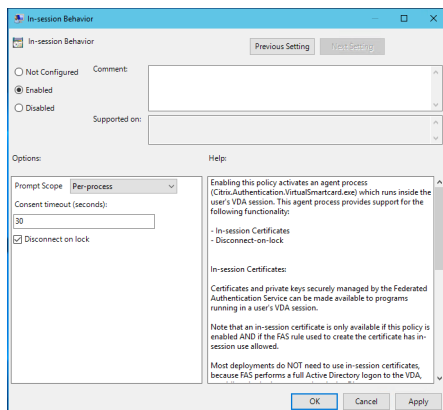 In-session Behavior
In-session Behavior
Previous Setting
Next Setting
Not Configured
Comment:
Enabled
Disabled
Supported on:
Options:
Help:
Prompt Scope
Per-process
Consent timeout (seconds):
30
Disconnect on lock
Enabling this policy activates an agent process
(Citrix.Authentication.VirtualSmartcard.exe) which runs inside the
user's VDA session. This agent process provides support for the
following functionality:
- In-session Certificates
- Disconnect-on-lock
In-session Certificates:
Certificates and private keys securely managed by the Federated
Authentication Service can be made available to programs
running in a user's VDA session.
Note that an in-session certificate is only available if this policy is
enabled AND if the FAS rule used to create the certificate has in-
session use allowed.
Most deployments do NOT need to use in-session certificates,
because FAS performs a full Active Directory logon to the VDA,
OK
Cancel
Apply